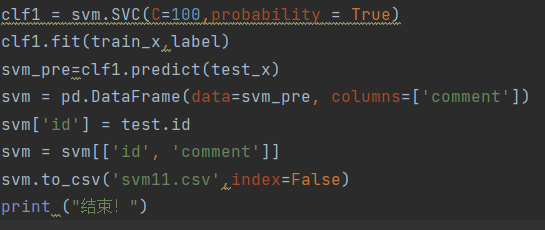 clf1 = svm.SVC(C=100,probability = True)
clf1.fit(train_x,label)
svm_pre=clf1.predict(test_x)
svm = pd.DataFrame(data=svm_pre, columns=['comment'])
svm['id'] = test.id
svm = svm[['id', 'comment']]
svm.to_csv('svm11.csv',index=False)
print ("结束! ")